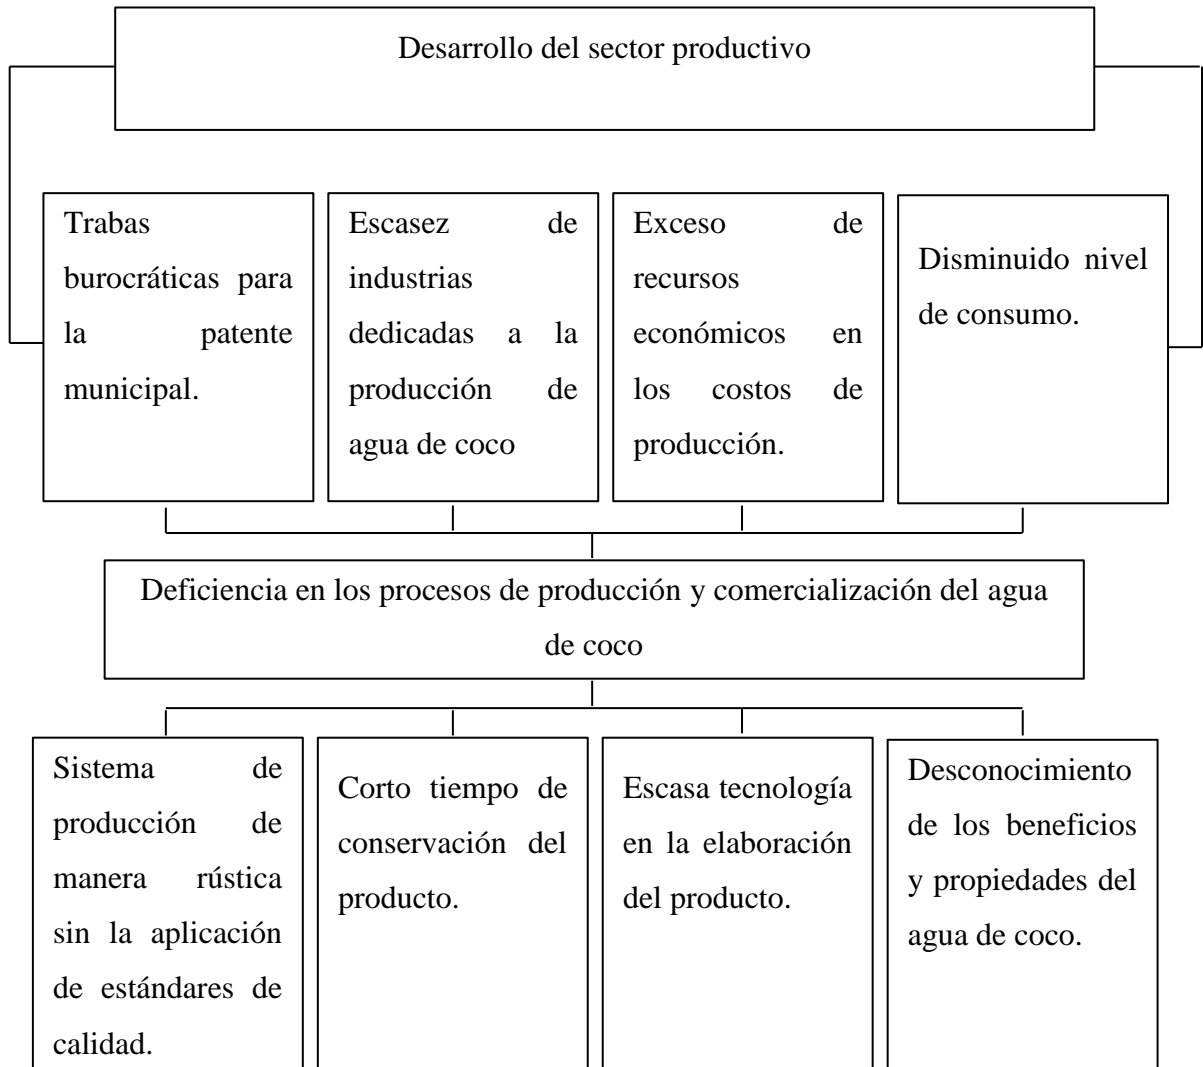 Desarrollo del sector productivo
Trabas
burocráticas para
la patente
municipal.
Escasez de
industrias
dedicadas a la
producción de
agua de coco
Exceso de
recursos
económicos en
los costos de
producción.
Disminuido nivel
de consumo.
Deficiencia en los procesos de producción y comercialización del agua
de coco
Sistema de
producción de
manera rústica
sin la aplicación
de estándares de
calidad.
Corto tiempo de
conservación del
producto.
Escasa tecnología
en la elaboración
del producto.
Desconocimiento
de los beneficios
y propiedades del
agua de coco.